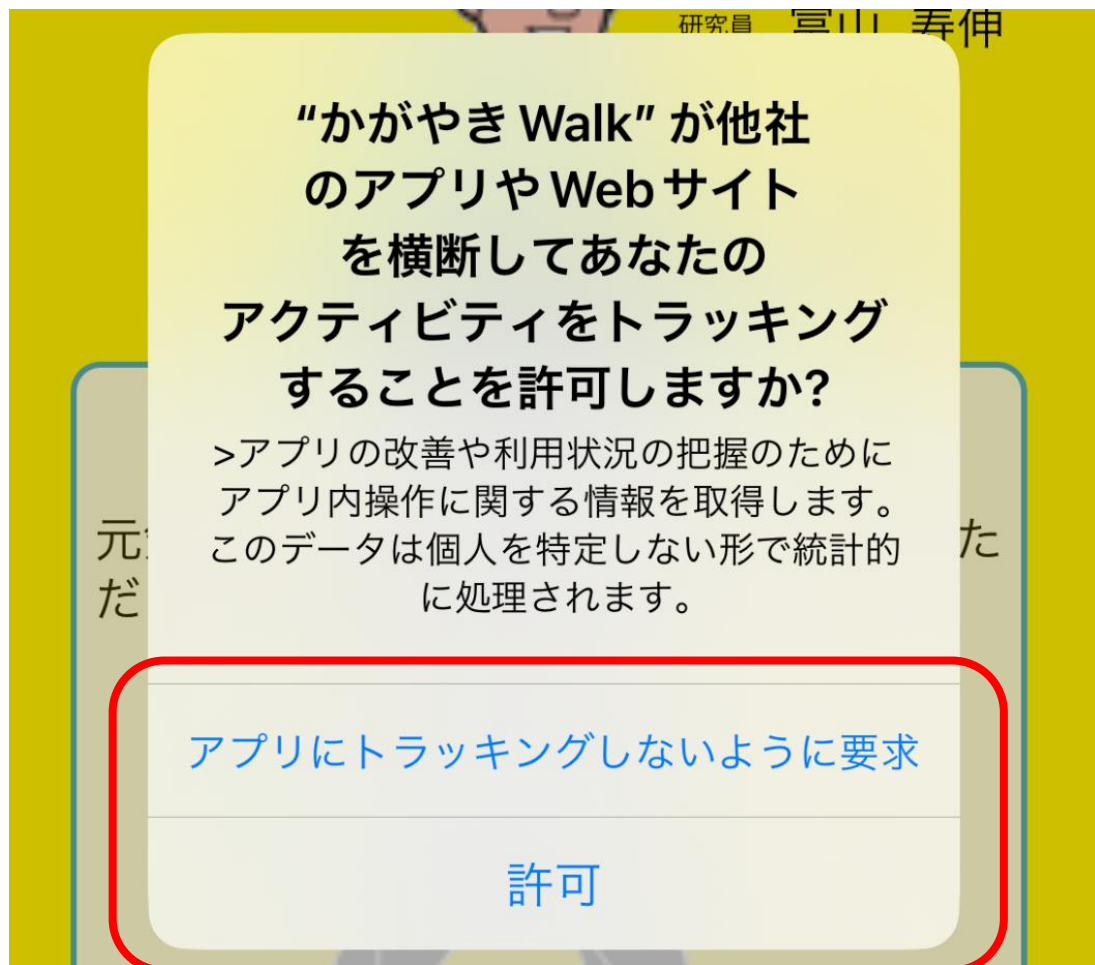 研究員 富山 寿伸
“かがやき Walk” が他社
のアプリや Web サイト
を横断してあなたの
アクティビティをトラッキング
することを許可しますか?
>アプリの改善や利用状況の把握のために
アプリ内操作に関する情報を取得します。
このデータは個人を特定しない形で統計的
に処理されます。
元
た
だ
アプリにトラッキングしないように要求
許可